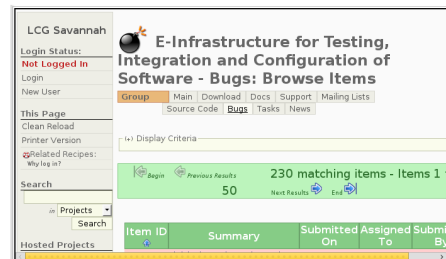 LCG Savannah
Login Status:
Not Logged In
Login
New User
This Page
Clean Reload
Printer Version
Related Recipes:
Why log in?
Search
in Projects
Search
Hosted Projects
E-Infrastructure for Testing,
Integration and Configuration of
Software - Bugs: Browse Items
Group Main Download Docs Support Mailing Lists
Source Code Bugs Tasks News
(+) Display Criteria
Begin Previous Results 230 matching items - Items 1
50 Next Results End
Item ID Summary Submitted On Assigned To Submi By